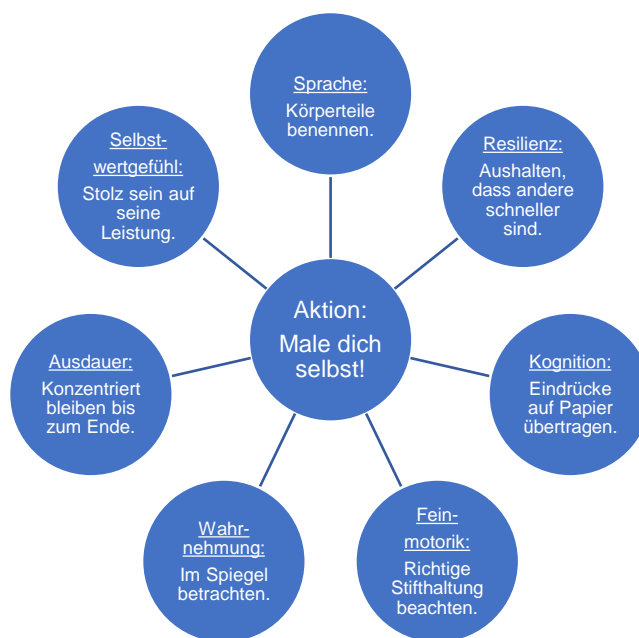 Sprache:
Körperteile
benennen.
Resilienz:
Aushalten,
dass andere
schneller
sind.
Kognition:
Eindrücke
auf Papier
übertragen.
Fein-
motorik:
Richtige
Stifthaltung
beachten.
Wahr-
nehmung:
Im Spiegel
betrachten.
Ausdauer:
Konzentriert
bleiben bis
zum Ende.
Selbst-
wertgefühl:
Stolz sein auf
seine
Leistung.
Aktion:
Male dich
selbst!